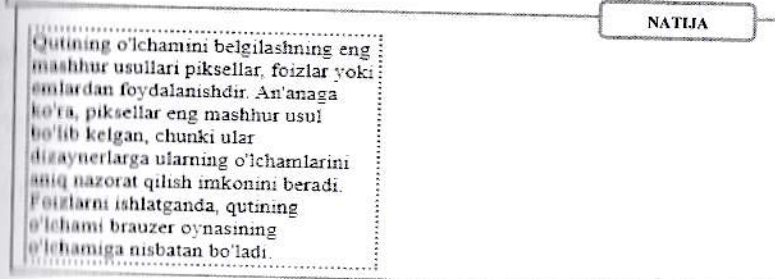 NATIJA
Qutining o'lchamini belgilashning eng
mashhur usullari piksellar, foizlar yoki
emlardan foydalanishdir. An'anaga
ko'ra, piksellar eng mashhur usul
bo'lib kelgan, chunki ular
dizaynerlarga ularning o'lchamlarini
aniq nazorat qilish imkonini beradi.
Foizlarni ishlatganda, qutining
o'lchami brauzer oynasining
o'lchamiga nisbatan bo'ladi.